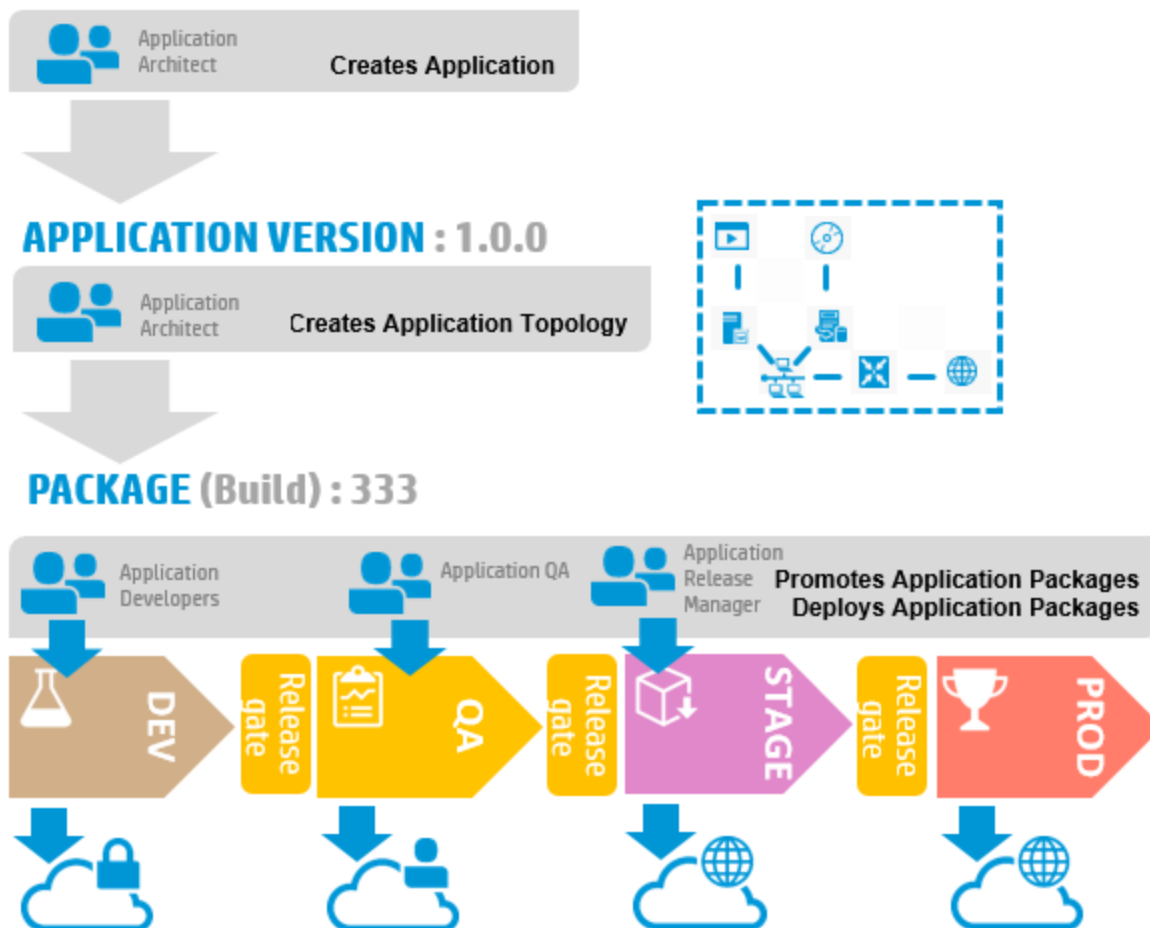 Application
Architect
Creates Application
APPLICATION VERSION : 1.0.0
Application
Architect
Creates Application Topology
PACKAGE (Build) : 333
Application
Developers
Application QA
Application
Release
Manager
Promotes Application Packages
Deploys Application Packages
DEV
Release
gate
QA
Release
gate
STAGE
Release
gate
PROD